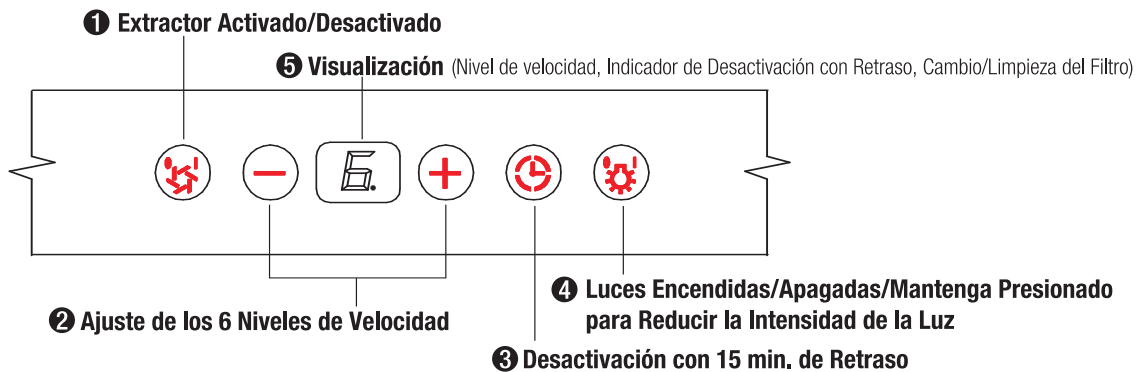 ❶ Extractor Activado/Desactivado
❺ Visualización (Nivel de velocidad, Indicador de Desactivación con Retraso, Cambio/Limpieza del Filtro)
6.
❹ Luces Encendidas/Apagadas/Mantenga Presionado
para Reducir la Intensidad de la Luz
❷ Ajuste de los 6 Niveles de Velocidad
❸ Desactivación con 15 min. de Retraso